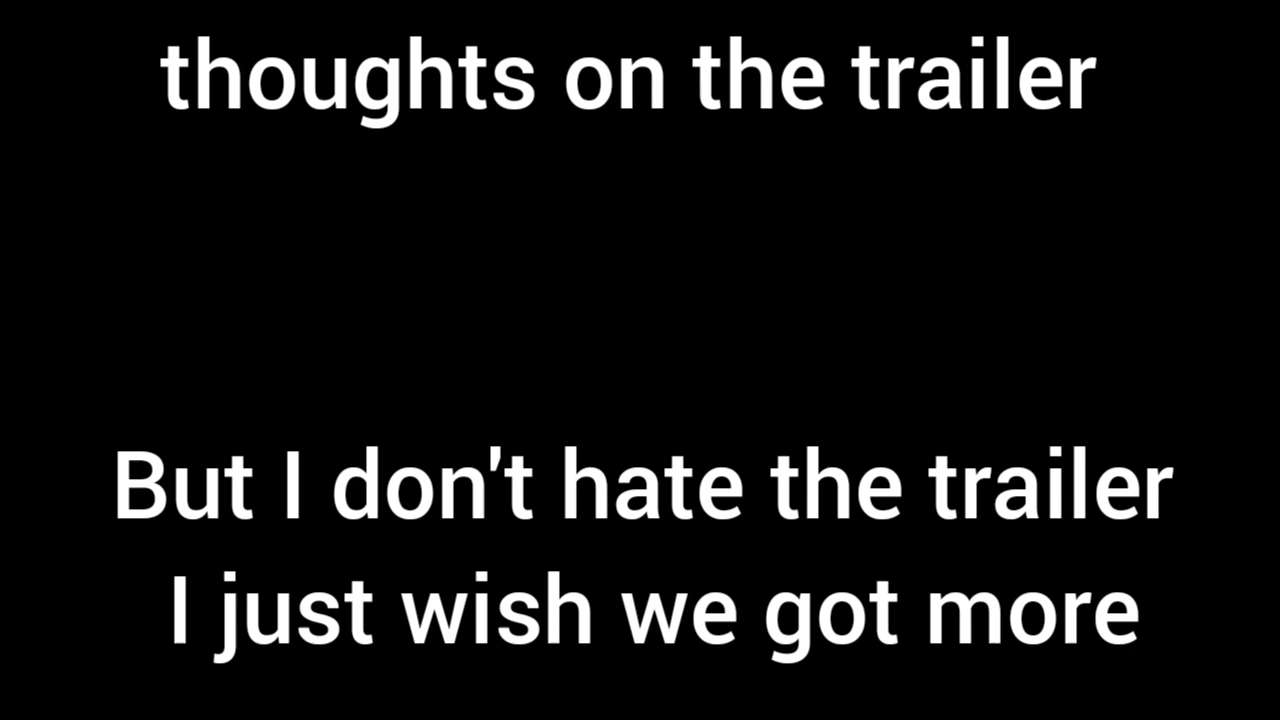 thoughts on the trailer
But I don't hate the trailer
I just wish we got more